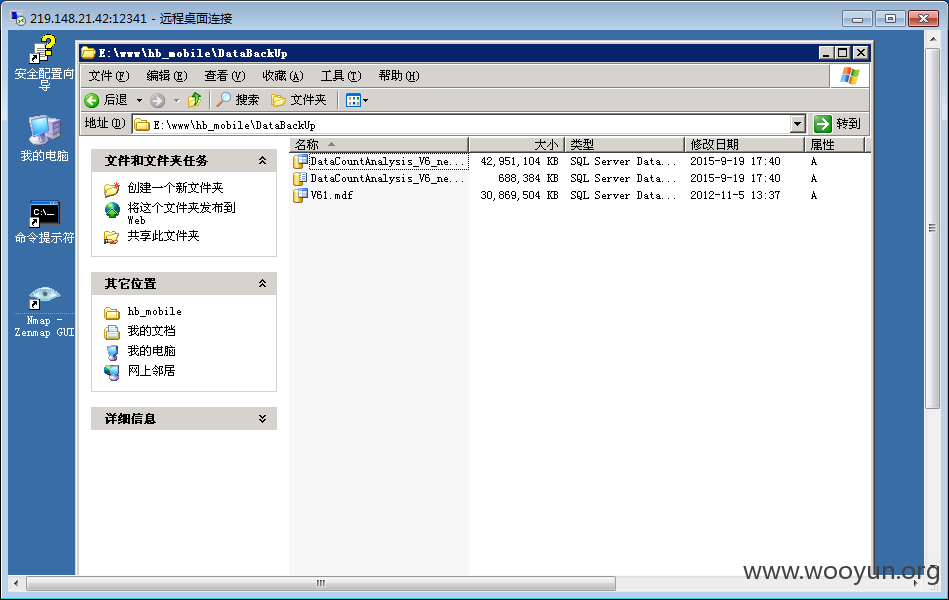 219.148.21.42:12341 - 远程桌面连接
安全配置向导
我的电脑
命令提示符
Nmap - Zenmap GUI
E:\www\hb_mobile\DataBackUp
文件(F) 编辑(E) 查看(V) 收藏(A) 工具(T) 帮助(H)
后退 搜索 文件夹
地址(D) E:\www\hb_mobile\DataBackUp 转到
文件和文件夹任务
创建一个新文件夹
将这个文件夹发布到
Web
共享此文件夹
其它位置
hb_mobile
我的文档
我的电脑
网上邻居
详细信息
名称 大小 类型 修改日期 属性
DataCountAnalysis_V6_ne... 42,951,104 KB SQL Server Data... 2015-9-19 17:40 A
DataCountAnalysis_V6_ne... 688,384 KB SQL Server Data... 2015-9-19 17:40 A
V61.mdf 30,869,504 KB SQL Server Data... 2012-11-5 13:37 A
www.wooyun.org